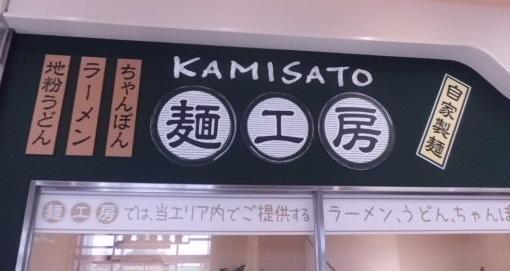 KAMISATO
麺工房
ちゃんぽん
ラーメン
地粉うどん
自家製麺
麺工房では、当エリア内でご提供する
ラーメン、うどん、ちゃんぽ